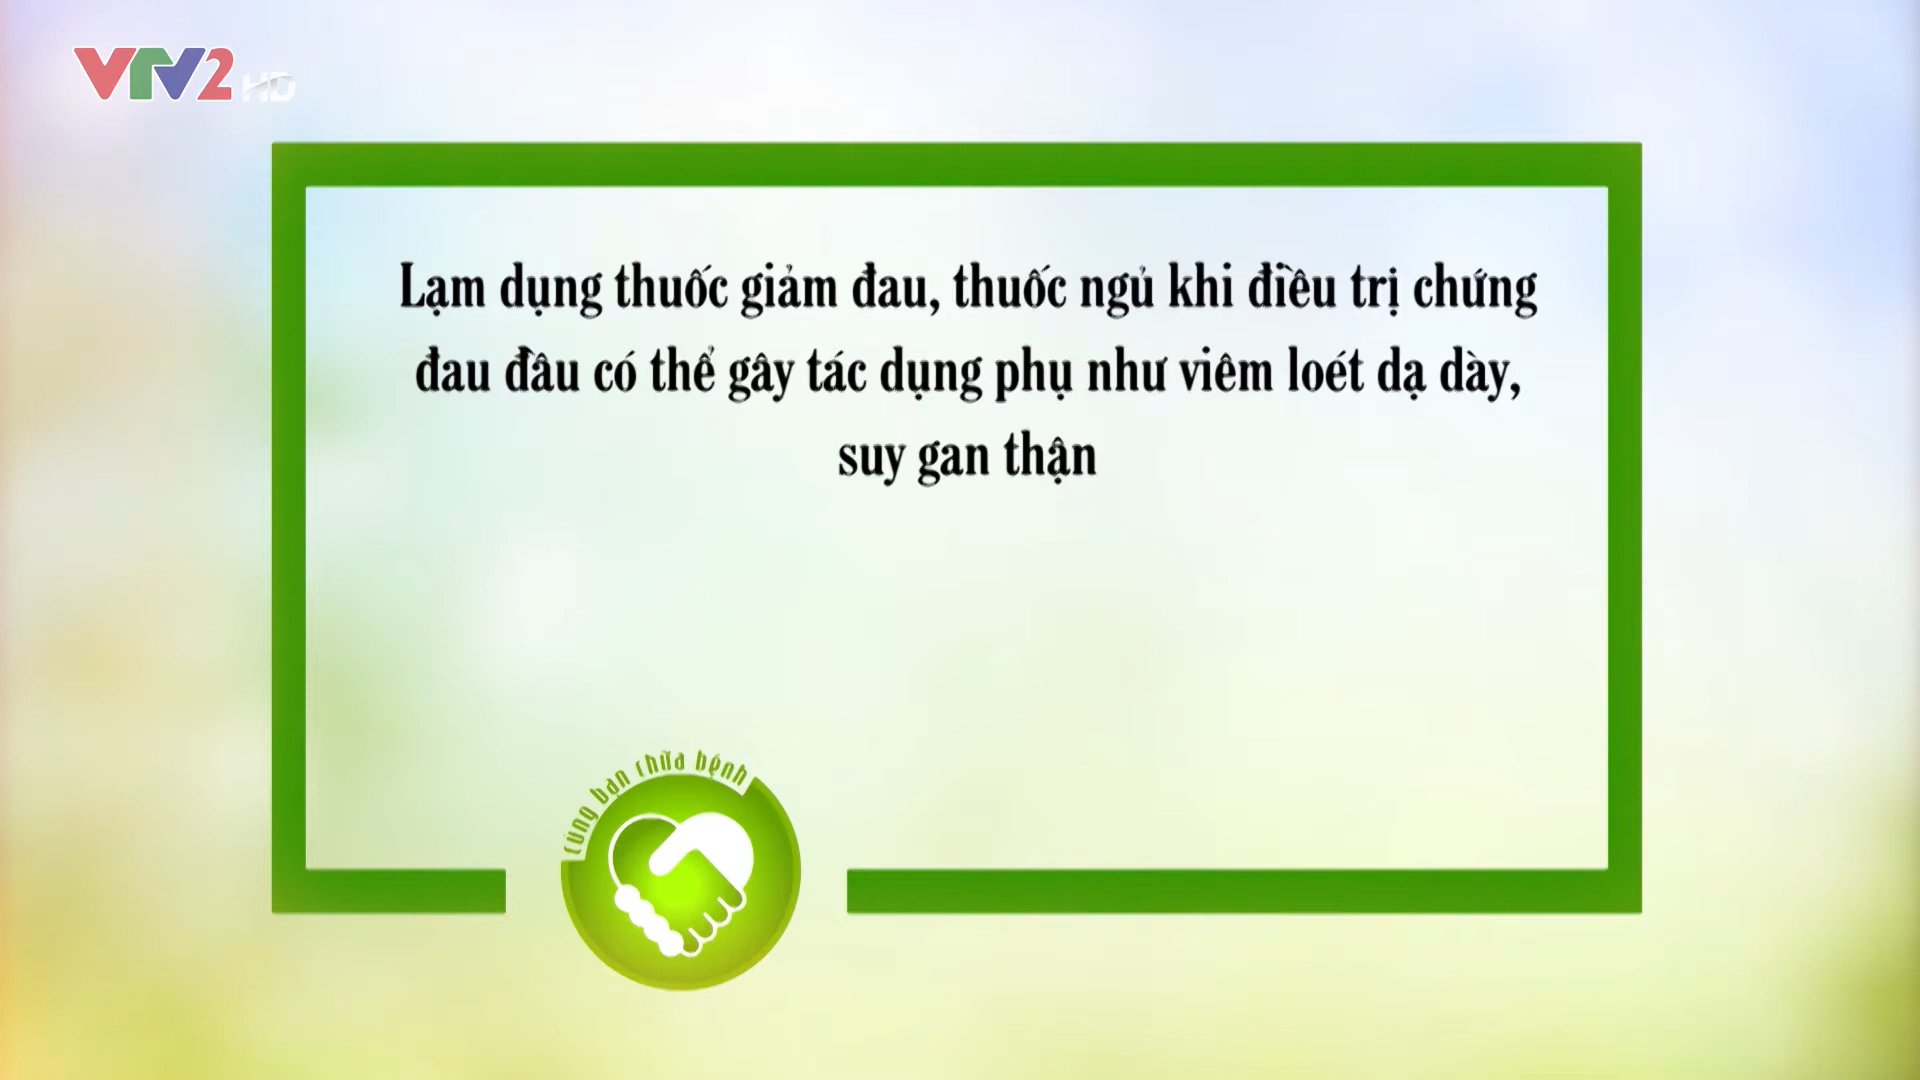 VTV2 HD
Lạm dụng thuốc giảm đau, thuốc ngủ khi điều trị chứng
đau đầu có thể gây tác dụng phụ như viêm loét dạ dày,
suy gan thận
Cùng bạn chữa bệnh